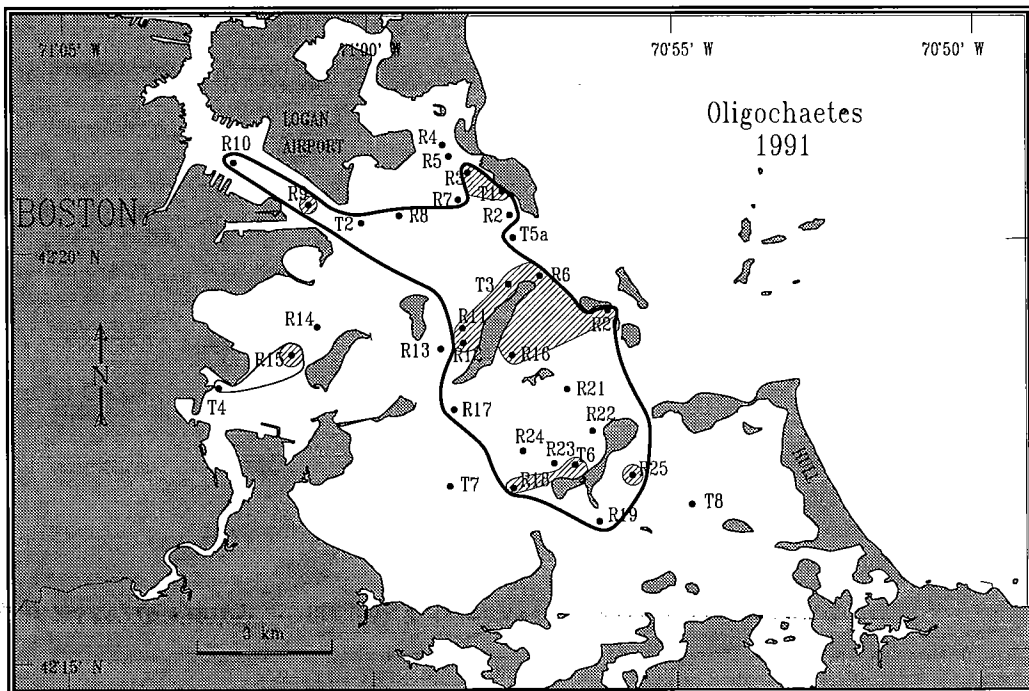 71°05' W
71°00' W
70°55' W
70°50' W
Oligochaetes
1991
LOGAN
AIRPORT
R4
R5
R10
R3
T1
R9
R7
R8
R2
BOSTON
T2
T5a
42°20' N
R6
T3
R20
R11
R14
R12
R13
R16
R15
N
T4
R21
R17
R22
R24
R23
T6
HULL
R18
R25
T7
T8
R19
3 km
42°15' N